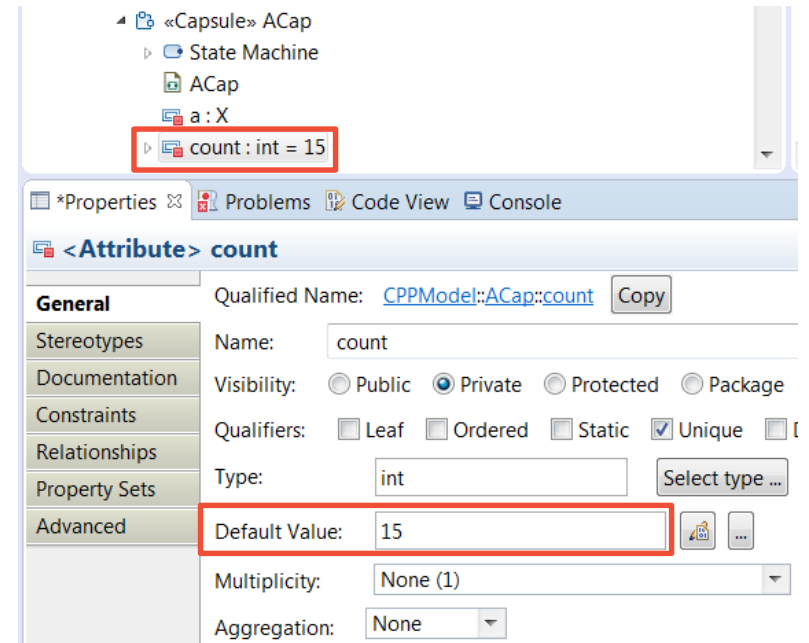 «Capsule» ACap
State Machine
ACap
a : X
count : int = 15
*Properties Problems Code View Console
<Attribute> count
General
Qualified Name: CPPModel::ACap::count Copy
Stereotypes
Name: count
Documentation
Visibility: Public Private Protected Package
Constraints
Qualifiers: Leaf Ordered Static Unique
Relationships
Type: int Select type ...
Property Sets
Advanced
Default Value: 15 ...
Multiplicity: None (1)
Aggregation: None